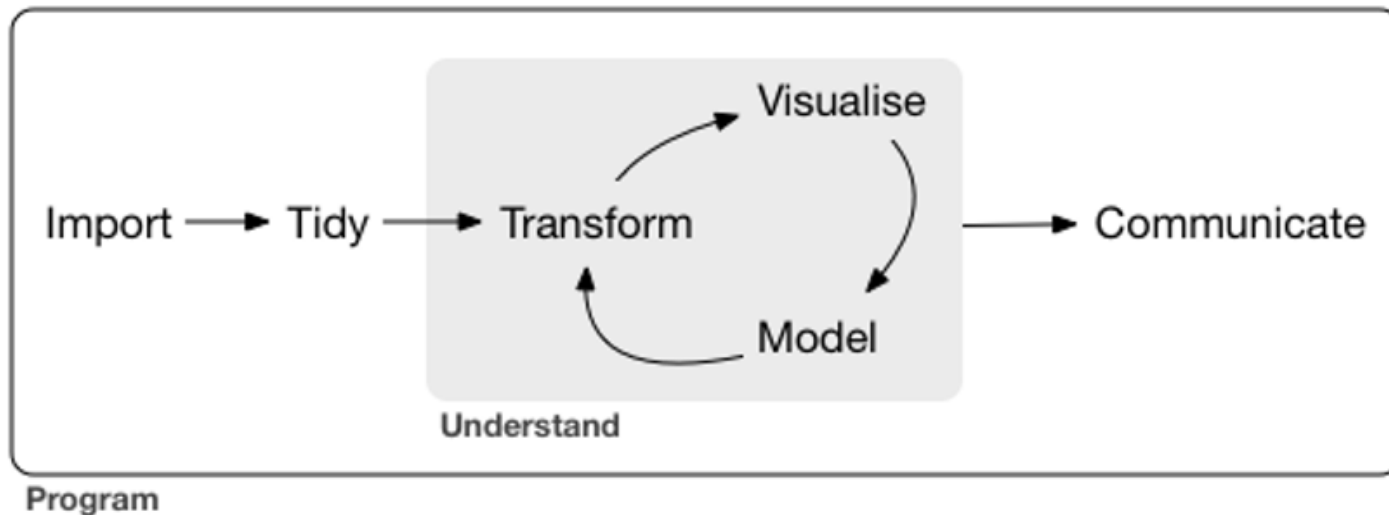 Visualise
Import Tidy Transform Communicate
Model
Understand
Program